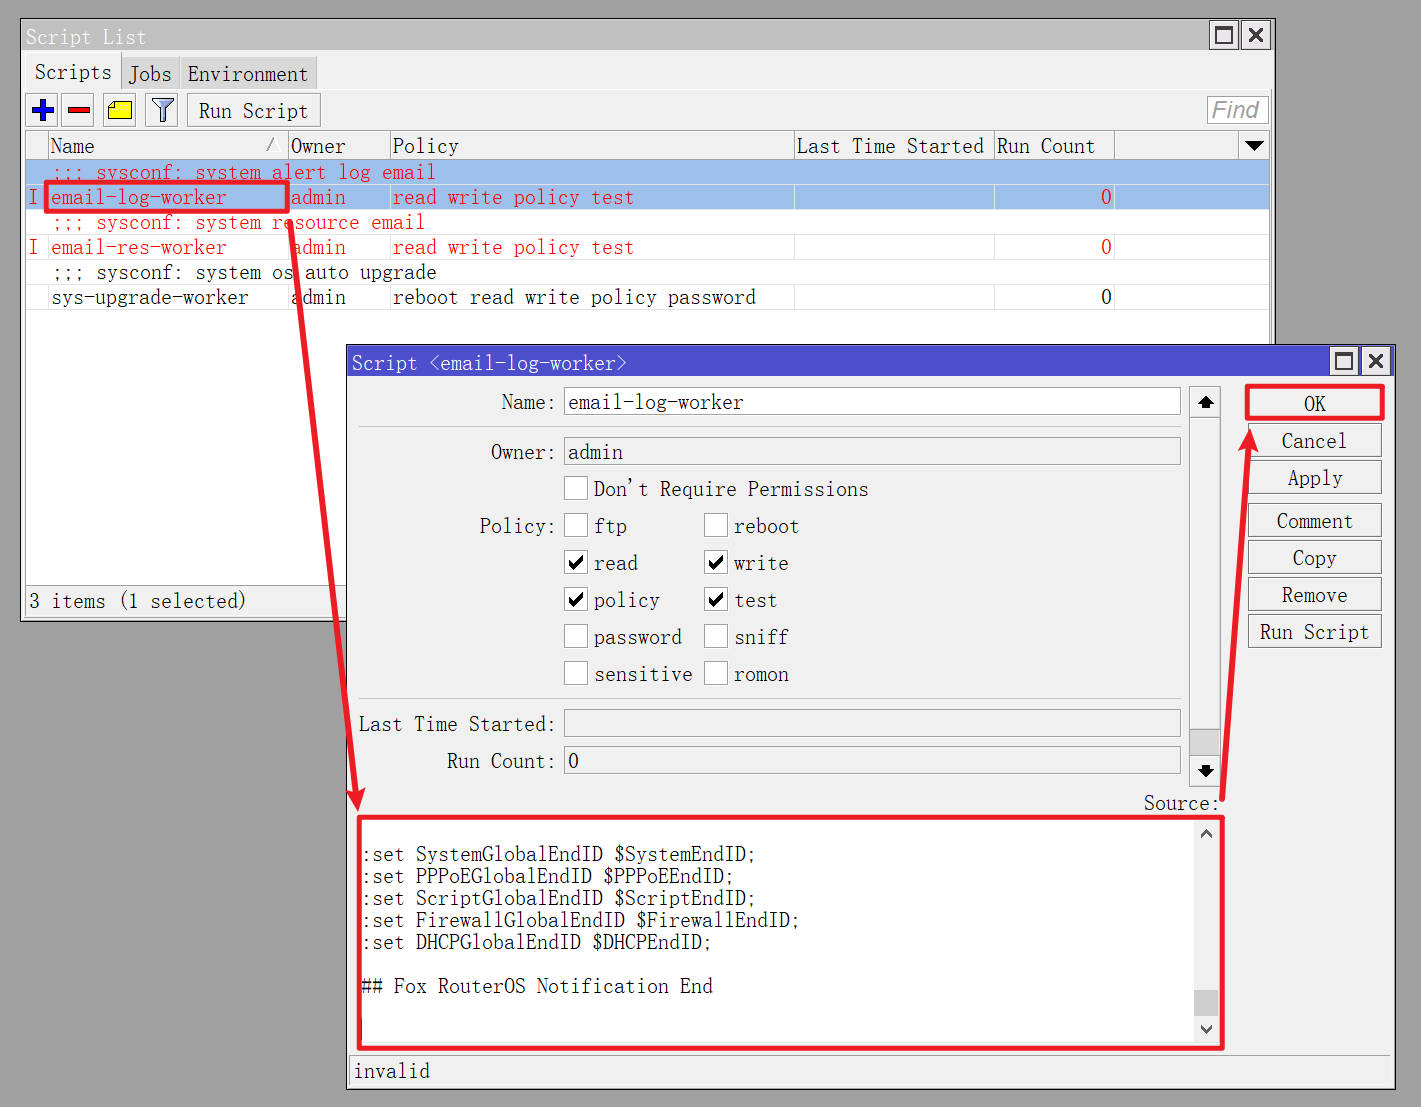 Script List
Scripts Jobs Environment
Run Script Find
Name Owner Policy Last Time Started Run Count
;;; sysconf: system alert log email
I email-log-worker admin read write policy test 0
;;; sysconf: system resource email
I email-res-worker admin read write policy test 0
;;; sysconf: system os auto upgrade
sys-upgrade-worker admin reboot read write policy password 0
3 items (1 selected)
Script <email-log-worker>
Name: email-log-worker
OK
Owner: admin
Cancel
Don't Require Permissions
Apply
Policy: ftp reboot
Comment
read write
Copy
policy test
Remove
password sniff
Run Script
sensitive romon
Last Time Started:
Run Count: 0
Source:
:set SystemGlobalEndID $SystemEndID;
:set PPPoEGlobalEndID $PPPoEEndID;
:set ScriptGlobalEndID $ScriptEndID;
:set FirewallGlobalEndID $FirewallEndID;
:set DHCPGlobalEndID $DHCPEndID;
## Fox RouterOS Notification End
invalid